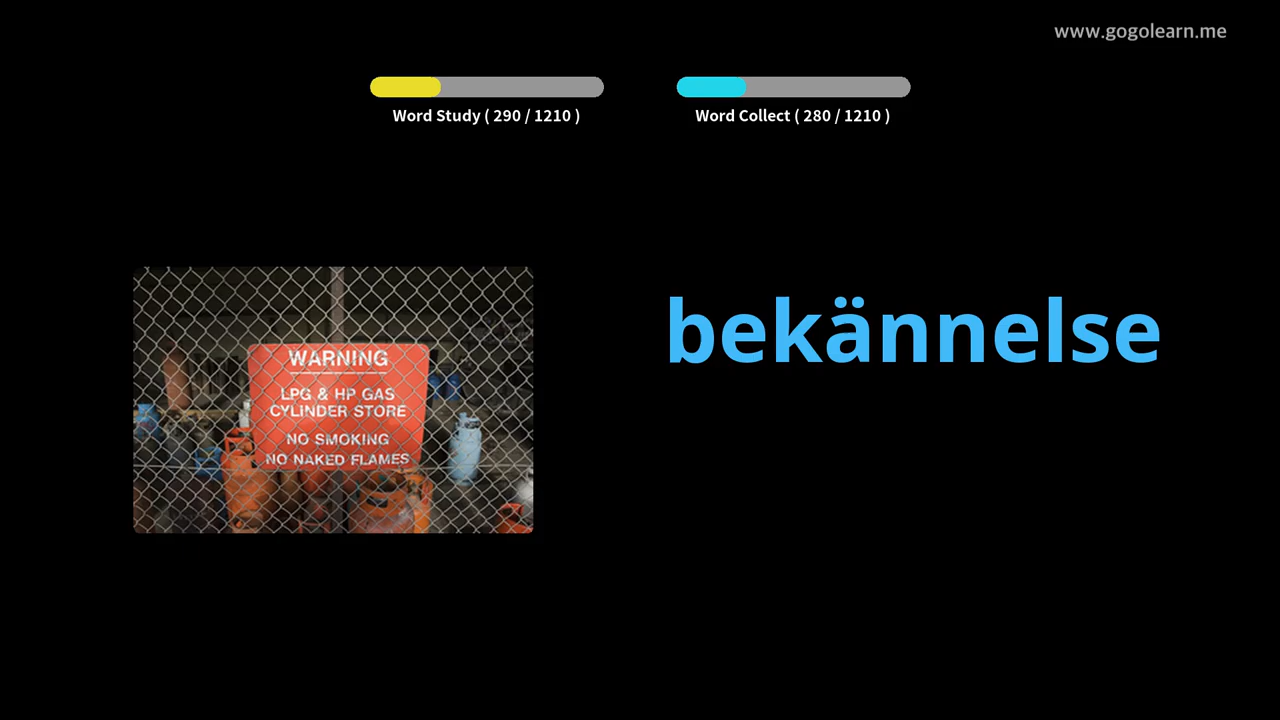 www.gogolearn.me
Word Study ( 290 / 1210 )
Word Collect ( 280 / 1210 )
bekännelse
WARNING
LPG & HP GAS
CYLINDER STORE
NO SMOKING
NO NAKED FLAMES